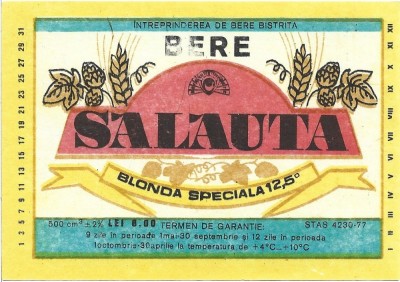 INTREPRINDEREA DE BERE BISTRITA
BERE
SALAUTA
BLONDA SPECIALA 12,5°
500 cm³ ± 2% LEI 8.00 TERMEN DE GARANTIE: STAS 4230-77
9 zile in perioada 1mai-30 septembrie si 12 zile in perioada
1octombrie-30aprilie la temperatura de +4°C-+10°C
1 3 5 7 9 11 13 15 17 19 21 23 25 27 29 31
I II III IV V VI VII VIII IX X XI XII